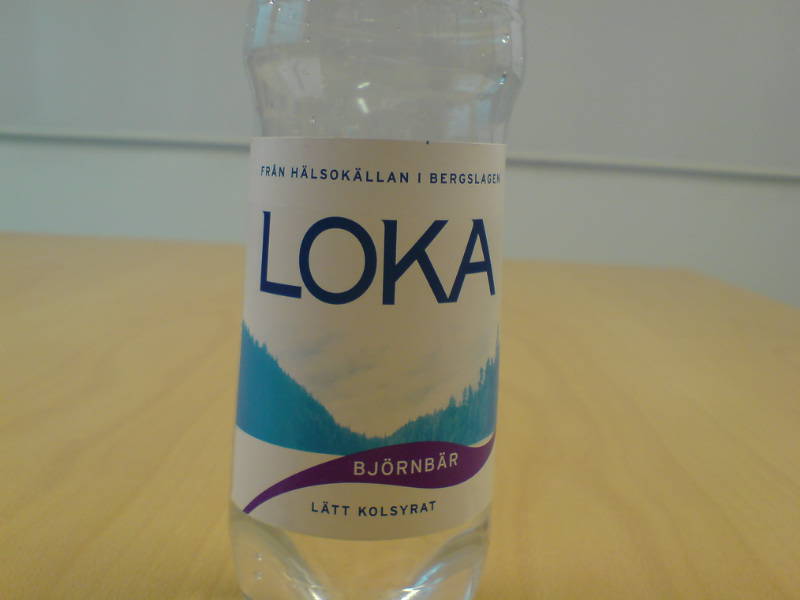 FRÅN HÄLSOKÄLLAN I BERGSLAGEN
LOKA
BJÖRNBÄR
LÄTT KOLSYRAT